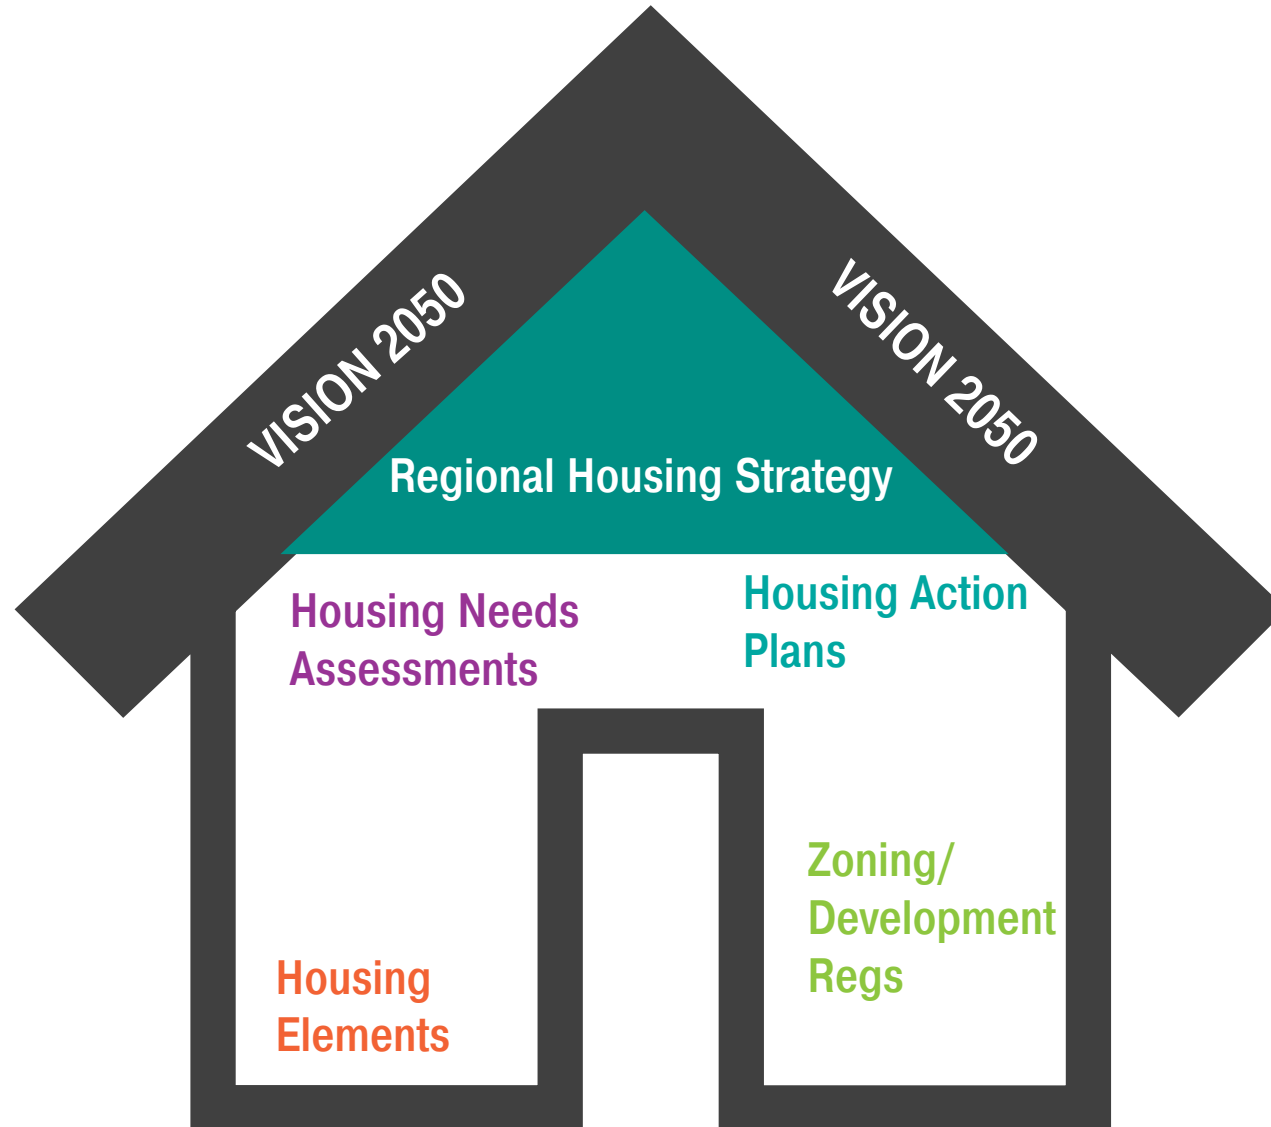 VISION 2050
VISION 2050
Regional Housing Strategy
Housing Needs
Assessments
Housing Action
Plans
Zoning/
Development
Regs
Housing
Elements